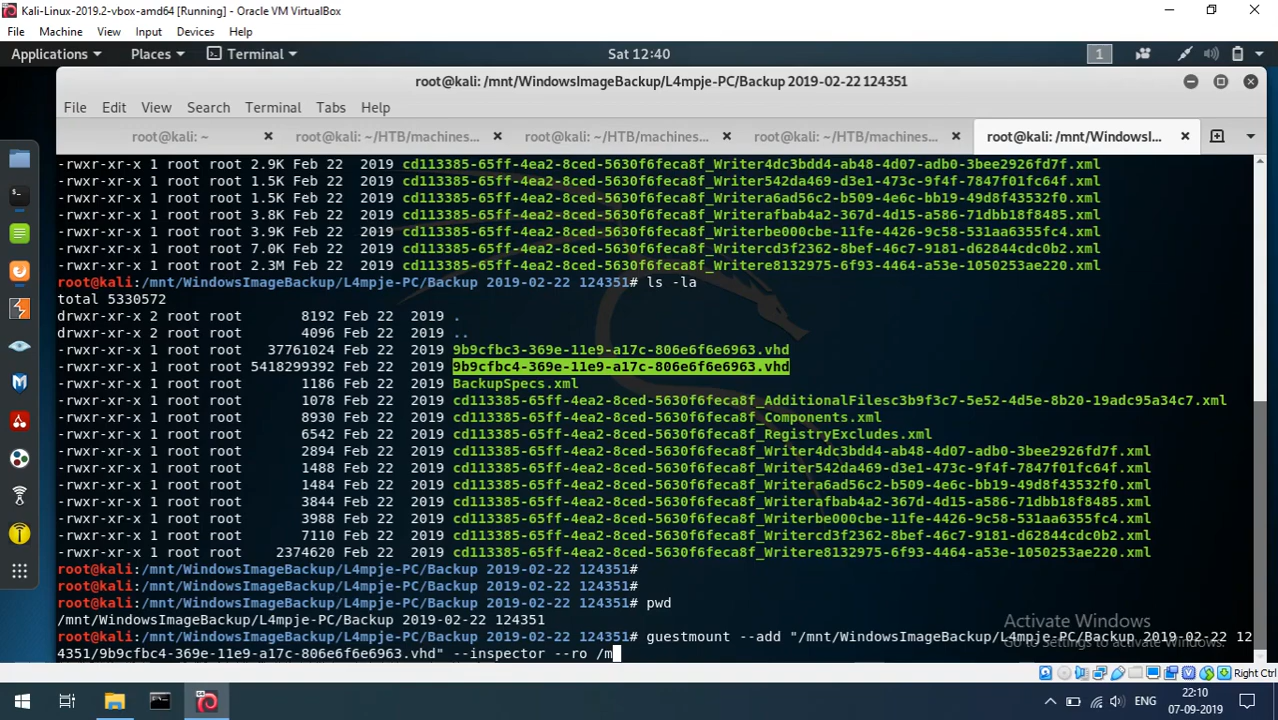 Kali-Linux-2019.2-vbox-amd64 [Running] - Oracle VM VirtualBox
File Machine View Input Devices Help
Applications Places Terminal Sat 12:40 1
root@kali: /mnt/WindowsImageBackup/L4mpje-PC/Backup 2019-02-22 124351
File Edit View Search Terminal Tabs Help
root@kali: ~ root@kali: ~/HTB/machines... root@kali: ~/HTB/machines... root@kali: ~/HTB/machines... root@kali: /mnt/WindowsI...
-rwxr-xr-x 1 root root 2.9K Feb 22 2019 cd113385-65ff-4ea2-8ced-5630f6feca8f_Writer4dc3bdd4-ab48-4d07-adb0-3bee2926fd7f.xml
-rwxr-xr-x 1 root root 1.5K Feb 22 2019 cd113385-65ff-4ea2-8ced-5630f6feca8f_Writer542da469-d3e1-473c-9f4f-7847f01fc64f.xml
-rwxr-xr-x 1 root root 1.5K Feb 22 2019 cd113385-65ff-4ea2-8ced-5630f6feca8f_Writera6ad56c2-b509-4e6c-bb19-49d8f43532f0.xml
-rwxr-xr-x 1 root root 3.8K Feb 22 2019 cd113385-65ff-4ea2-8ced-5630f6feca8f_Writerafbab4a2-367d-4d15-a586-71dbb18f8485.xml
-rwxr-xr-x 1 root root 3.9K Feb 22 2019 cd113385-65ff-4ea2-8ced-5630f6feca8f_Writerbe000cbe-11fe-4426-9c58-531aa6355fc4.xml
-rwxr-xr-x 1 root root 7.0K Feb 22 2019 cd113385-65ff-4ea2-8ced-5630f6feca8f_Writercd3f2362-8bef-46c7-9181-d62844cdc0b2.xml
-rwxr-xr-x 1 root root 2.3M Feb 22 2019 cd113385-65ff-4ea2-8ced-5630f6feca8f_Writere8132975-6f93-4464-a53e-1050253ae220.xml
root@kali:/mnt/WindowsImageBackup/L4mpje-PC/Backup 2019-02-22 124351# ls -la
total 5330572
drwxr-xr-x 2 root root 8192 Feb 22 2019 .
drwxr-xr-x 2 root root 4096 Feb 22 2019 ..
-rwxr-xr-x 1 root root 37761024 Feb 22 2019 9b9cfbc3-369e-11e9-a17c-806e6f6e6963.vhd
-rwxr-xr-x 1 root root 5418299392 Feb 22 2019 9b9cfbc4-369e-11e9-a17c-806e6f6e6963.vhd
-rwxr-xr-x 1 root root 1186 Feb 22 2019 BackupSpecs.xml
-rwxr-xr-x 1 root root 1078 Feb 22 2019 cd113385-65ff-4ea2-8ced-5630f6feca8f_AdditionalFilesc3b9f3c7-5e52-4d5e-8b20-19adc95a34c7.xml
-rwxr-xr-x 1 root root 8930 Feb 22 2019 cd113385-65ff-4ea2-8ced-5630f6feca8f_Components.xml
-rwxr-xr-x 1 root root 6542 Feb 22 2019 cd113385-65ff-4ea2-8ced-5630f6feca8f_RegistryExcludes.xml
-rwxr-xr-x 1 root root 2894 Feb 22 2019 cd113385-65ff-4ea2-8ced-5630f6feca8f_Writer4dc3bdd4-ab48-4d07-adb0-3bee2926fd7f.xml
-rwxr-xr-x 1 root root 1488 Feb 22 2019 cd113385-65ff-4ea2-8ced-5630f6feca8f_Writer542da469-d3e1-473c-9f4f-7847f01fc64f.xml
-rwxr-xr-x 1 root root 1484 Feb 22 2019 cd113385-65ff-4ea2-8ced-5630f6feca8f_Writera6ad56c2-b509-4e6c-bb19-49d8f43532f0.xml
-rwxr-xr-x 1 root root 3844 Feb 22 2019 cd113385-65ff-4ea2-8ced-5630f6feca8f_Writerafbab4a2-367d-4d15-a586-71dbb18f8485.xml
-rwxr-xr-x 1 root root 3988 Feb 22 2019 cd113385-65ff-4ea2-8ced-5630f6feca8f_Writerbe000cbe-11fe-4426-9c58-531aa6355fc4.xml
-rwxr-xr-x 1 root root 7110 Feb 22 2019 cd113385-65ff-4ea2-8ced-5630f6feca8f_Writercd3f2362-8bef-46c7-9181-d62844cdc0b2.xml
-rwxr-xr-x 1 root root 2374620 Feb 22 2019 cd113385-65ff-4ea2-8ced-5630f6feca8f_Writere8132975-6f93-4464-a53e-1050253ae220.xml
root@kali:/mnt/WindowsImageBackup/L4mpje-PC/Backup 2019-02-22 124351#
root@kali:/mnt/WindowsImageBackup/L4mpje-PC/Backup 2019-02-22 124351#
root@kali:/mnt/WindowsImageBackup/L4mpje-PC/Backup 2019-02-22 124351# pwd
/mnt/WindowsImageBackup/L4mpje-PC/Backup 2019-02-22 124351
Activate Windows
root@kali:/mnt/WindowsImageBackup/L4mpje-PC/Backup 2019-02-22 124351# guestmount --add "/mnt/WindowsImageBackup/L4mpje-PC/Backup 2019-02-22 12
Go to Settings to activate Windows.
4351/9b9cfbc4-369e-11e9-a17c-806e6f6e6963.vhd" --inspector --ro /m
Right Ctrl
ENG
22:10
07-09-2019